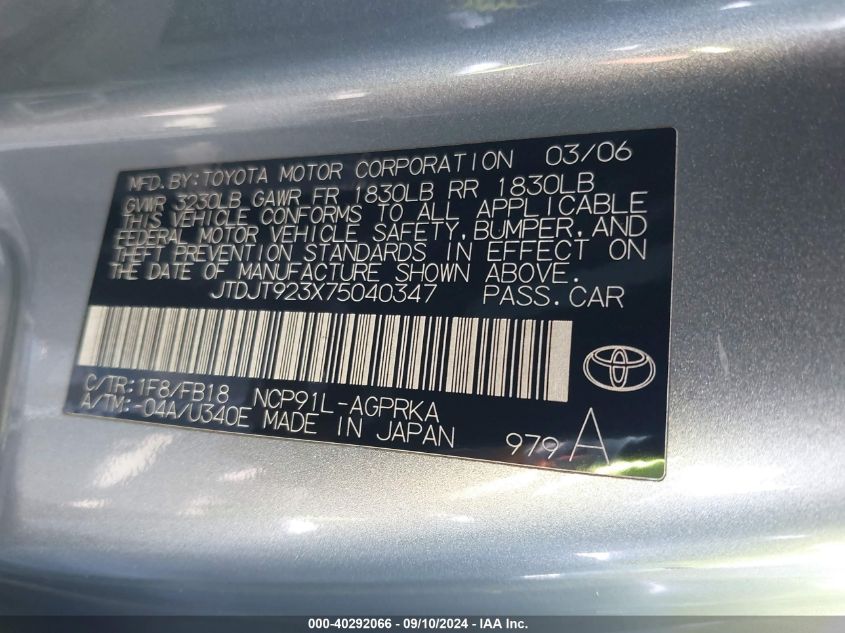 MFD.BY:TOYOTA MOTOR CORPORATION 03/06
GVWR 3230LB GAWR FR 1830LB RR 1830LB
THIS VEHICLE CONFORMS TO ALL APPLICABLE
FEDERAL MOTOR VEHICLE SAFETY,BUMPER,AND
THEFT PREVENTION STANDARDS IN EFFECT ON
THE DATE OF MANUFACTURE SHOWN ABOVE.
JTDJT923X75040347 PASS.CAR
C/TR:1F8/FB18 NCP91L-AGPRKA
A/TM:-04A/U340E MADE IN JAPAN 979 A
000-40292066 - 09/10/2024 - IAA Inc.